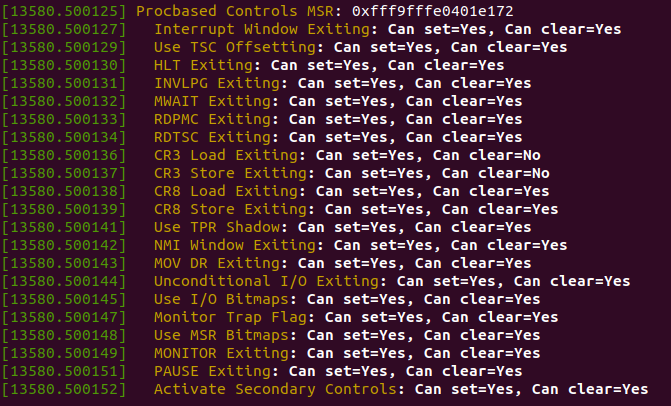 [13580.500125] Procbased Controls MSR: 0xfff9fffe0401e172
[13580.500127]   Interrupt Window Exiting: Can set=Yes, Can clear=Yes
[13580.500129]   Use TSC Offsetting: Can set=Yes, Can clear=Yes
[13580.500130]   HLT Exiting: Can set=Yes, Can clear=Yes
[13580.500131]   INVLPG Exiting: Can set=Yes, Can clear=Yes
[13580.500132]   MWAIT Exiting: Can set=Yes, Can clear=Yes
[13580.500133]   RDPMC Exiting: Can set=Yes, Can clear=Yes
[13580.500134]   RDTSC Exiting: Can set=Yes, Can clear=Yes
[13580.500136]   CR3 Load Exiting: Can set=Yes, Can clear=No
[13580.500137]   CR3 Store Exiting: Can set=Yes, Can clear=No
[13580.500138]   CR8 Load Exiting: Can set=Yes, Can clear=Yes
[13580.500139]   CR8 Store Exiting: Can set=Yes, Can clear=Yes
[13580.500141]   Use TPR Shadow: Can set=Yes, Can clear=Yes
[13580.500142]   NMI Window Exiting: Can set=Yes, Can clear=Yes
[13580.500143]   MOV DR Exiting: Can set=Yes, Can clear=Yes
[13580.500144]   Unconditional I/O Exiting: Can set=Yes, Can clear=Yes
[13580.500145]   Use I/O Bitmaps: Can set=Yes, Can clear=Yes
[13580.500147]   Monitor Trap Flag: Can set=Yes, Can clear=Yes
[13580.500148]   Use MSR Bitmaps: Can set=Yes, Can clear=Yes
[13580.500149]   MONITOR Exiting: Can set=Yes, Can clear=Yes
[13580.500151]   PAUSE Exiting: Can set=Yes, Can clear=Yes
[13580.500152]   Activate Secondary Controls: Can set=Yes, Can clear=Yes